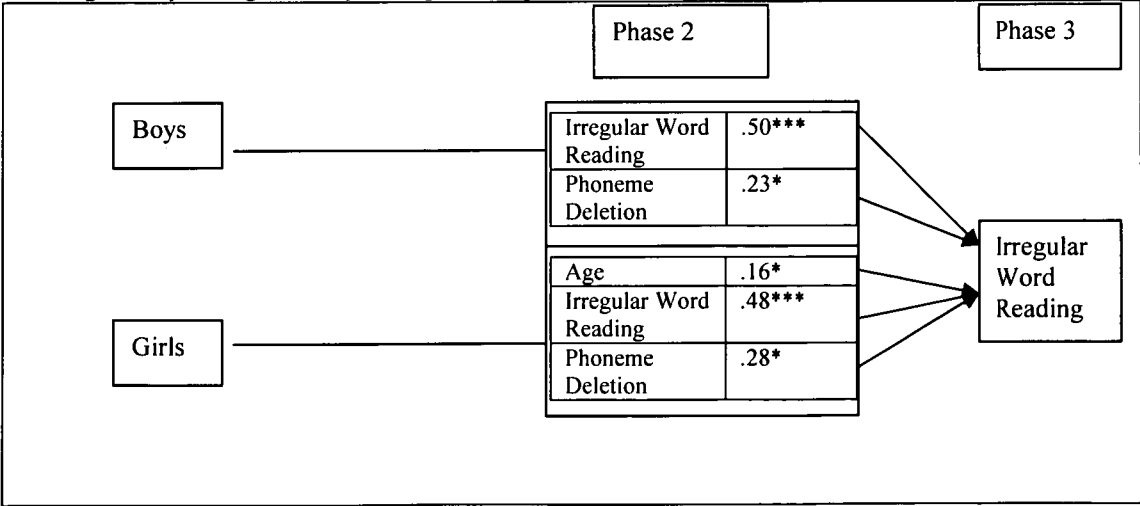 Phase 2
Phase 3
Boys
Irregular Word
Reading
.50***
Phoneme
Deletion
.23*
Age
.16*
Irregular Word
Reading
.48***
Phoneme
Deletion
.28*
Girls
Irregular
Word
Reading